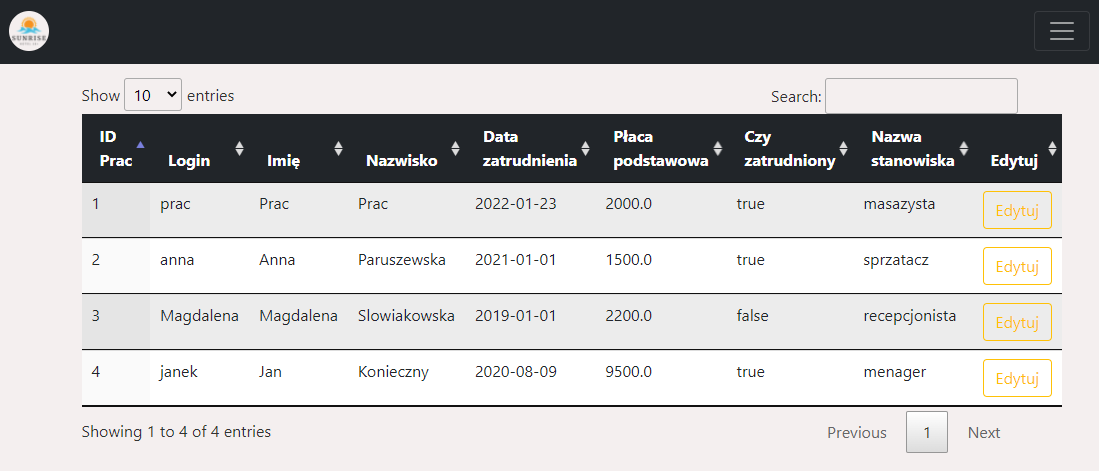 SUNRISE
Show 10 entries
Search:
ID Prac Login Imię Nazwisko Data zatrudnienia Płaca podstawowa Czy zatrudniony Nazwa stanowiska Edytuj
1 prac Prac Prac 2022-01-23 2000.0 true masazysta Edytuj
2 anna Anna Paruszewska 2021-01-01 1500.0 true sprzatacz Edytuj
3 Magdalena Magdalena Slowiakowska 2019-01-01 2200.0 false recepcjonista Edytuj
4 janek Jan Konieczny 2020-08-09 9500.0 true menager Edytuj
Showing 1 to 4 of 4 entries
Previous 1 Next